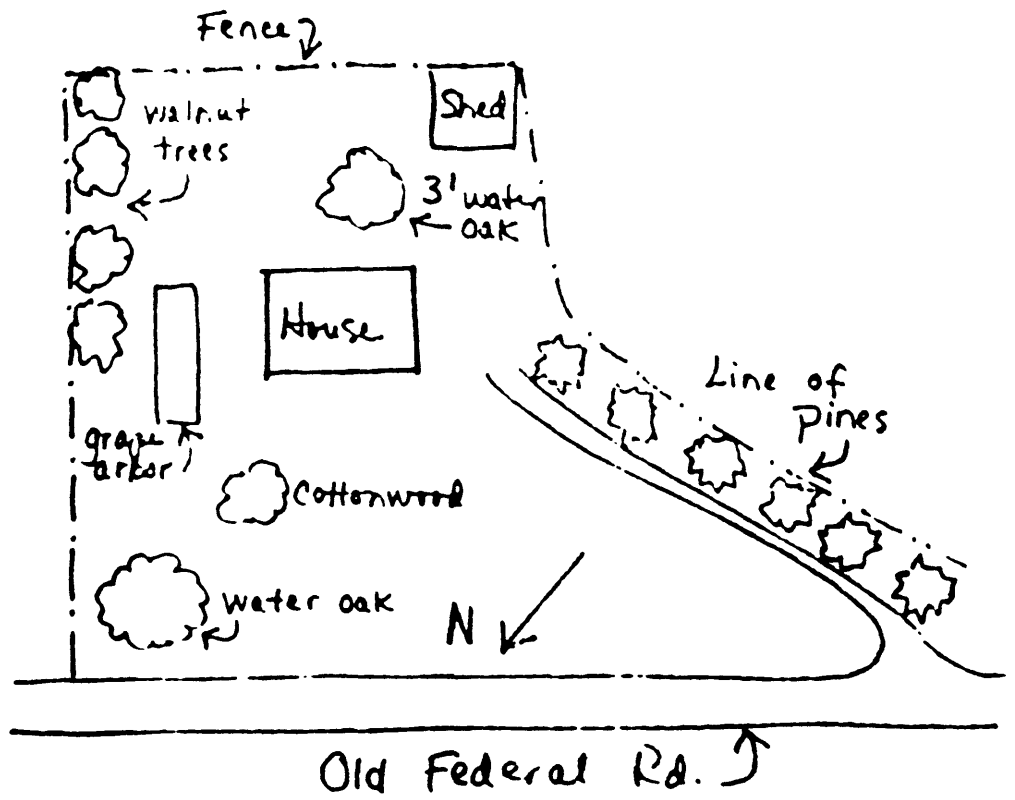 Fence
Shed
walnut
trees
3' water
oak
House
Line of
pines
grape
arbor
Cottonwood
water oak
N
Old Federal Rd.